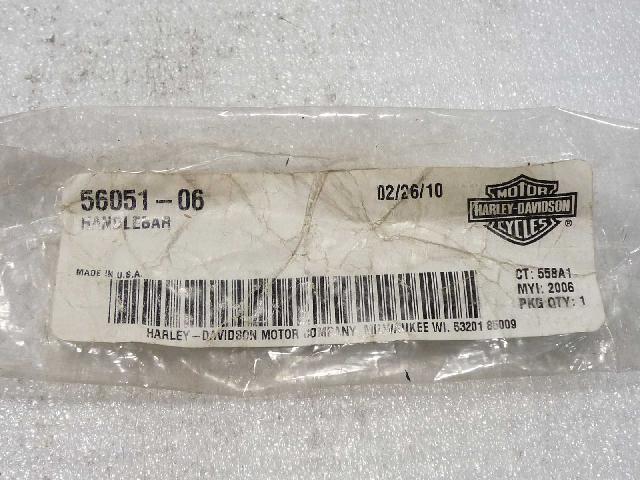 56051-06 02/26/10
HANDLEBAR
MOTOR
HARLEY-DAVIDSON
CYCLES
®
MADE IN U.S.A.
CT: 558A1
MYI: 2006
PKG QTY: 1
HARLEY-DAVIDSON MOTOR COMPANY, MILWAUKEE WI. 53201 85009